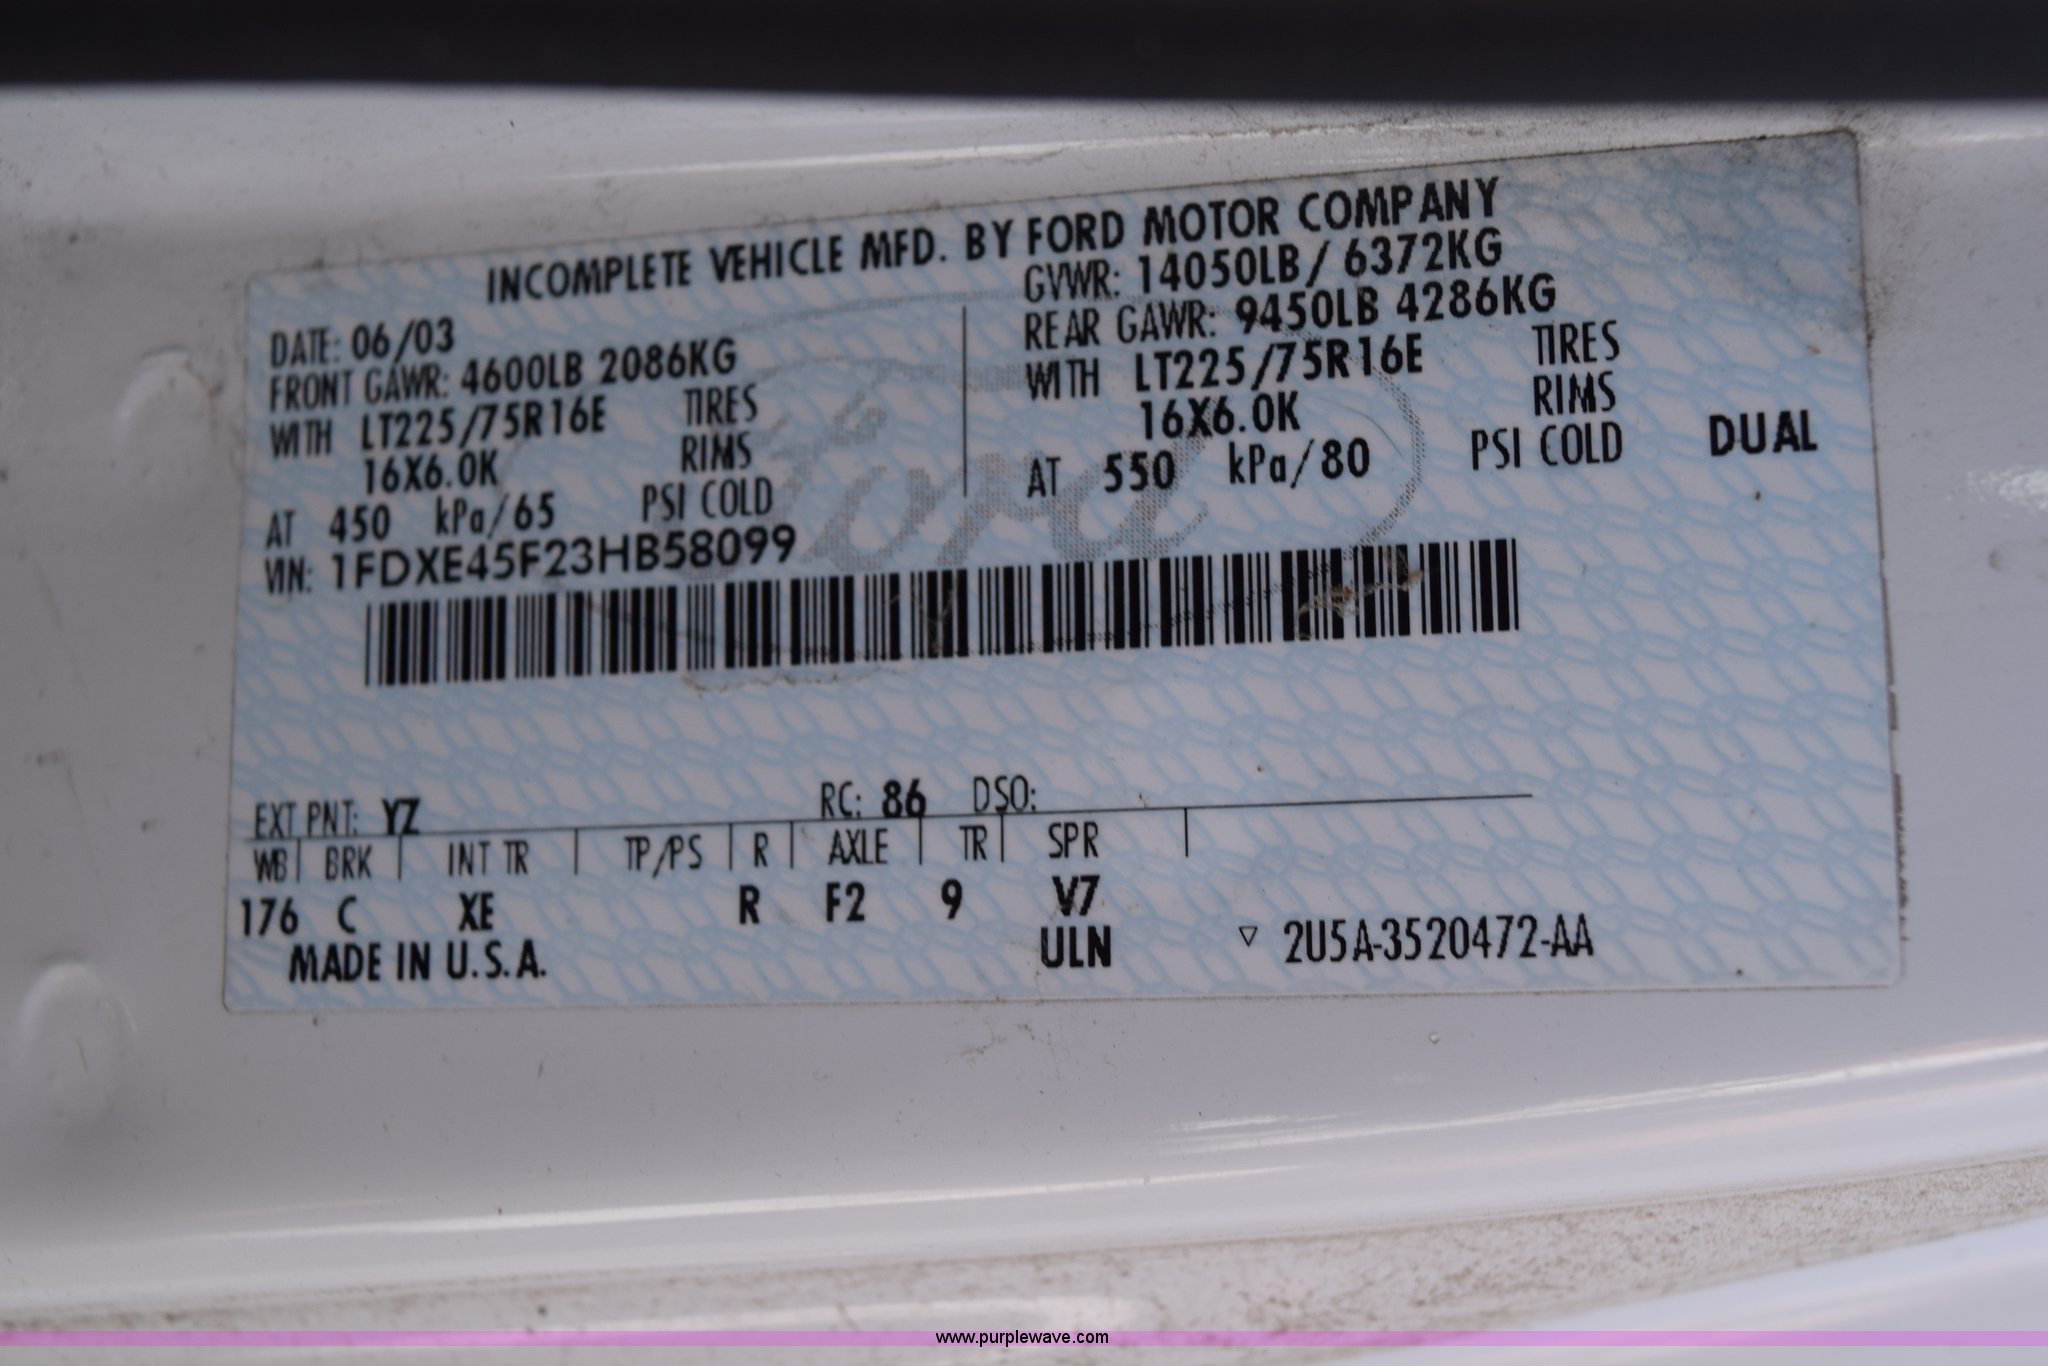 INCOMPLETE VEHICLE MFD. BY FORD MOTOR COMPANY
DATE: 06/03
GVWR: 14050LB/ 6372KG
FRONT GAWR: 4600LB 2086KG
REAR GAWR: 9450LB 4286KG
WITH LT225/75R16E TIRES
WITH LT225/75R16E TIRES
16X6.0K RIMS
16X6.0K RIMS
AT 450 kPa/65 PSI COLD
AT 550 kPa/80 PSI COLD DUAL
VIN: 1FDXE45F23HB58099
Ford
EXT PNT: YZ RC: 86 DSO:
WB BRK INT TR TP/PS R AXLE TR SPR
176 C XE R F2 9 V7
MADE IN U.S.A. ULN ▽ 2U5A-3520472-AA
www.purplewave.com